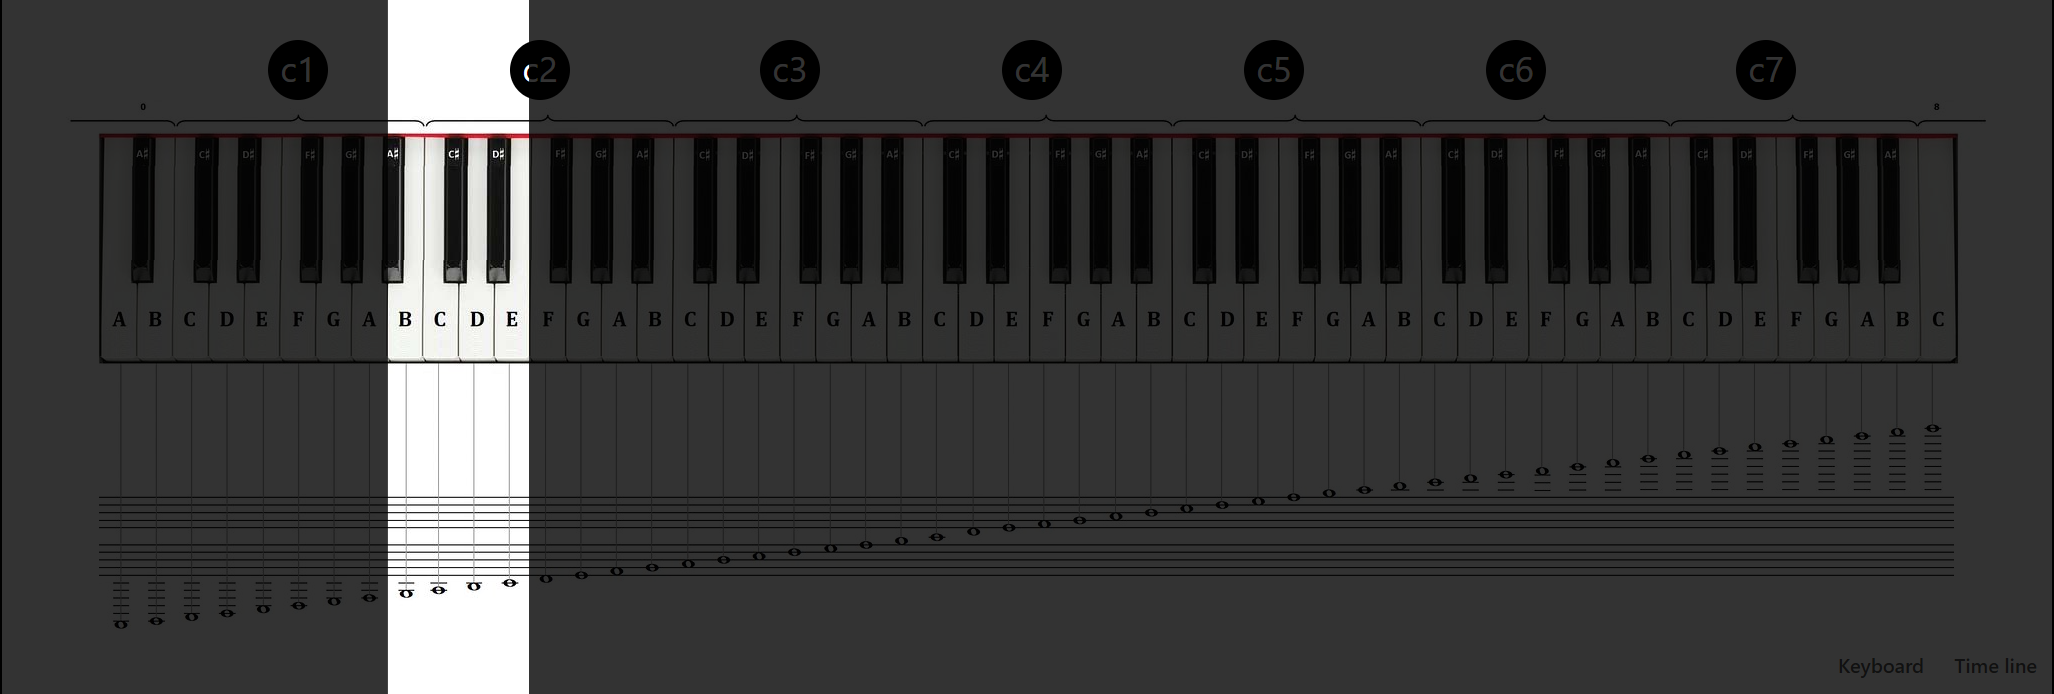 c1 c2 c3 c4 c5 c6 c7
0 8
A♯ C♯ D♯ F♯ G♯ A♯ C♯ D♯ F♯ G♯ A♯ C♯ D♯ F♯ G♯ A♯ C♯ D♯ F♯ G♯ A♯ C♯ D♯ F♯ G♯ A♯ C♯ D♯ F♯ G♯ A♯ C♯ D♯ F♯ G♯ A♯
A B C D E F G A B C D E F G A B C D E F G A B C D E F G A B C D E F G A B C D E F G A B C D E F G A B C
Keyboard Time line